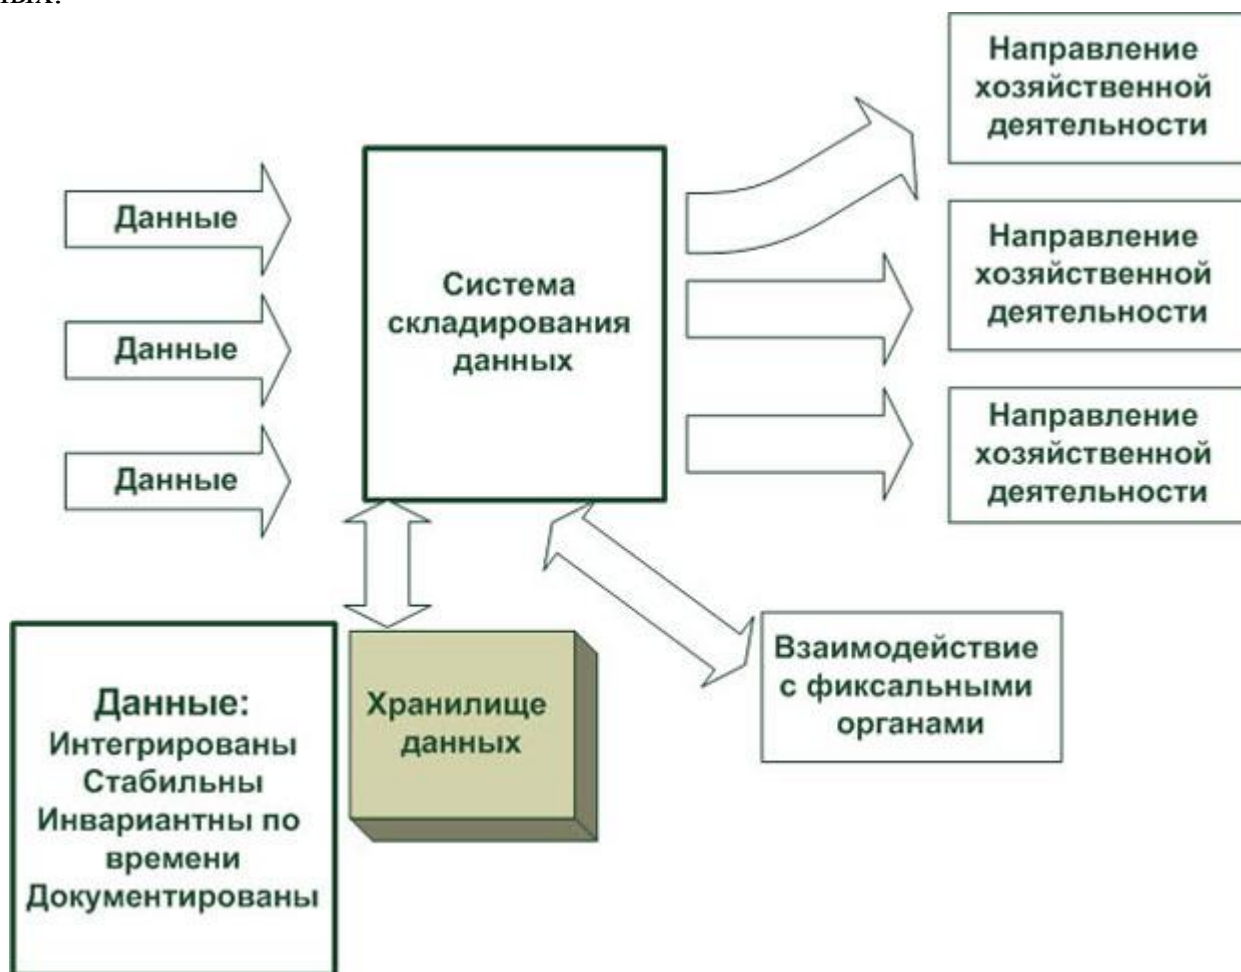 Данные
Данные
Данные
Система
складирования
данных
Направление
хозяйственной
деятельности
Направление
хозяйственной
деятельности
Направление
хозяйственной
деятельности
Данные:
Интегрированы
Стабильны
Инвариантны по
времени
Документированы
Хранилище
данных
Взаимодействие
с фиксальными
органами